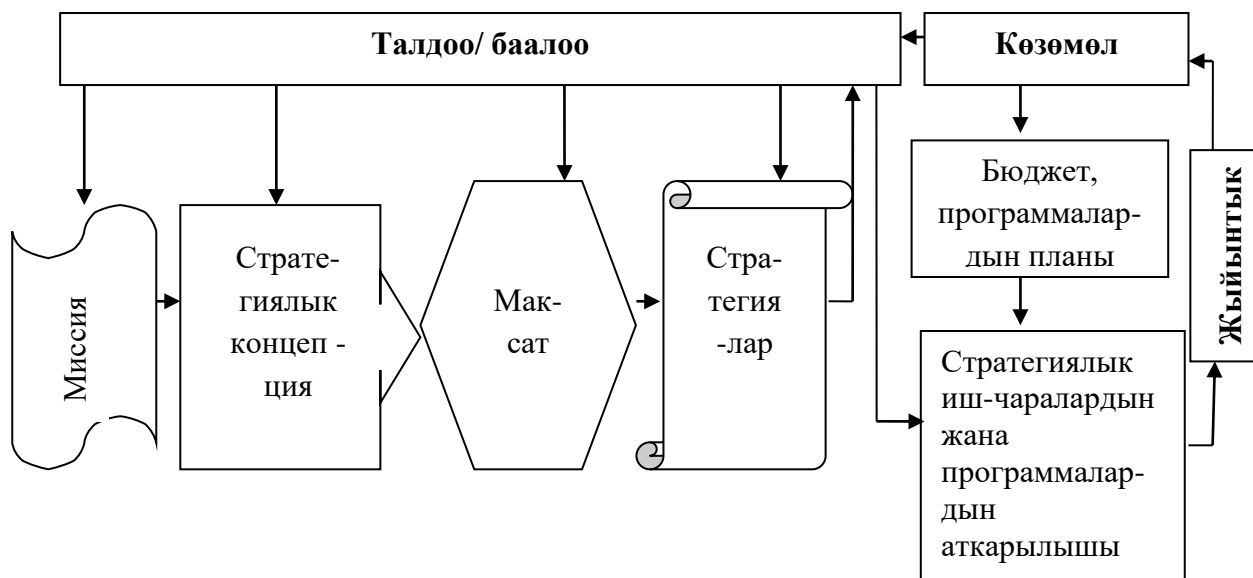 Талдоо/ баалоо
Көзөмөл
Миссия
Страте-
гиялык
концеп -
ция
Мак-
сат
Стра-
тегия
-лар
Бюджет,
программалар-
дын планы
Стратегиялык
иш-чаралардын
жана
программалар-
дын
аткарылышы
Жыйынтык